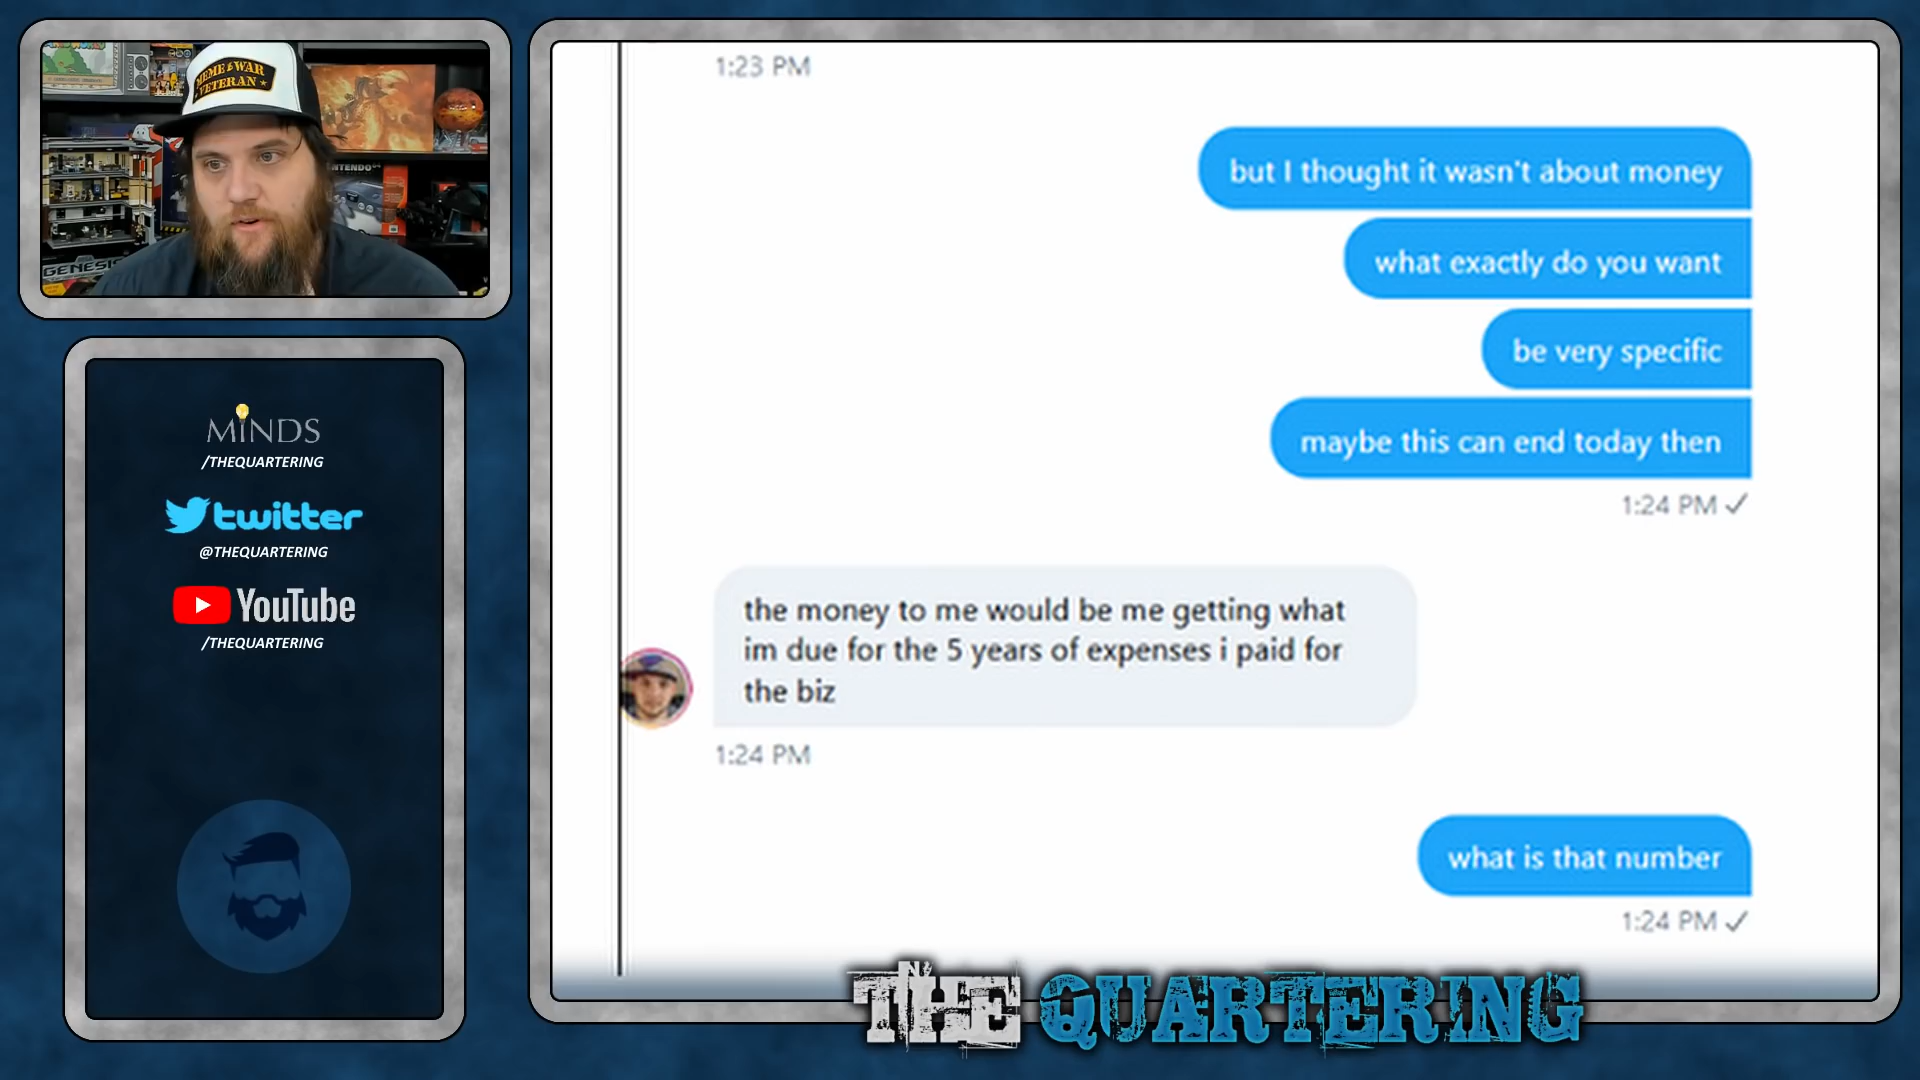 MEME WAR
VETERAN
NINTENDO
GENESIS
MINDS
/THEQUARTERING
twitter
@THEQUARTERING
YouTube
/THEQUARTERING
1:23 PM
but I thought it wasn't about money
what exactly do you want
be very specific
maybe this can end today then
1:24 PM ✓
the money to me would be me getting what
im due for the 5 years of expenses i paid for
the biz
1:24 PM
what is that number
1:24 PM ✓
THE QUARTERING